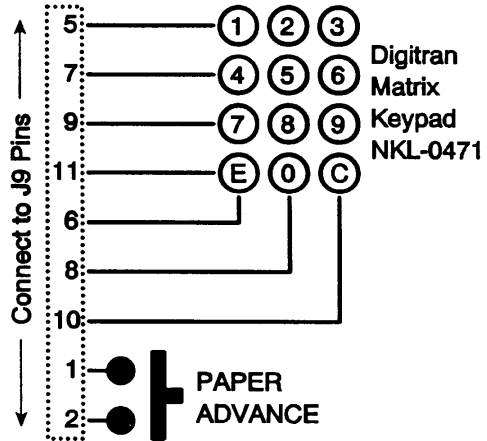 Connect to J9 Pins
5 1 2 3
7 4 5 6
9 7 8 9
11 E 0 C
6
8
10
1
2
Digitran
Matrix
Keypad
NKL-0471
PAPER
ADVANCE